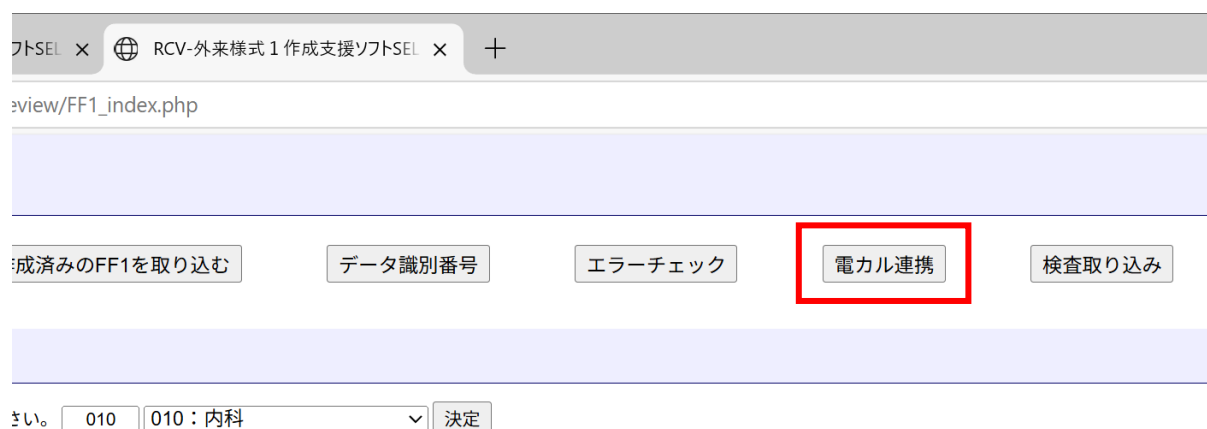 フトSEL × RCV-外来様式１作成支援ソフトSEL × +
eview/FF1_index.php
成済みのFF1を取り込む データ識別番号 エラーチェック 電カル連携 検査取り込み
さい。 010 010：内科 決定